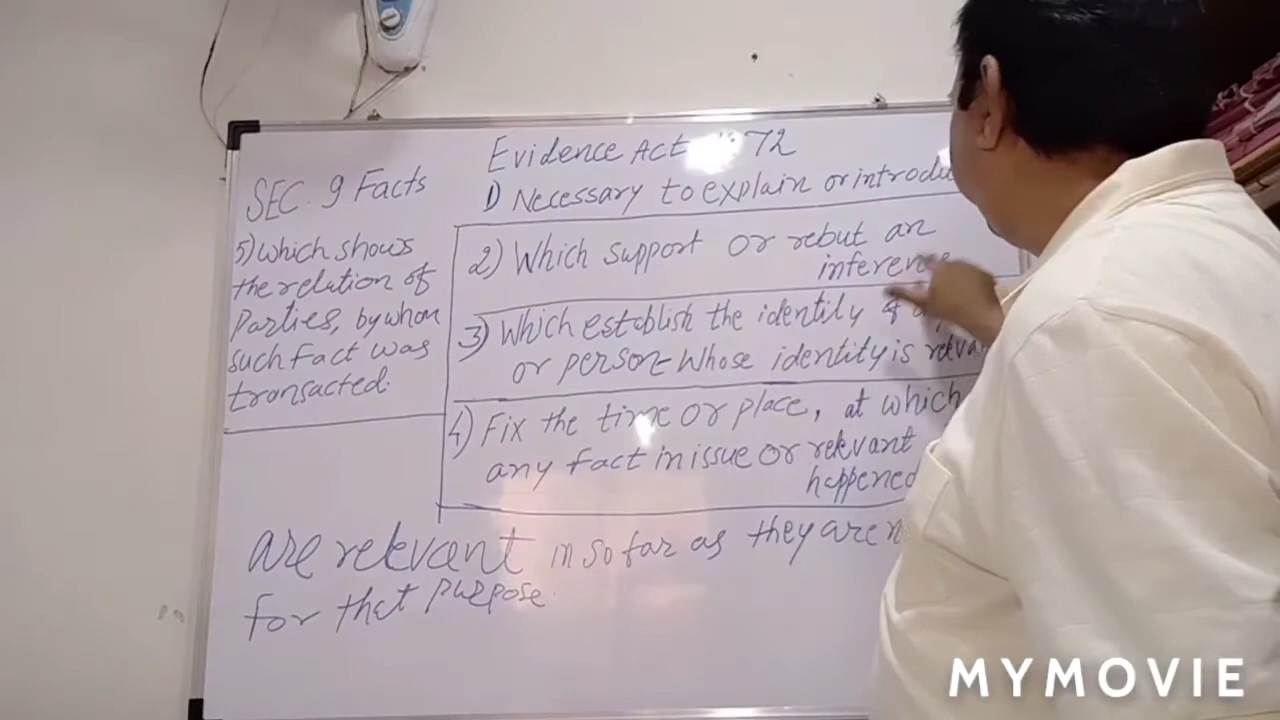 Evidence Act 72
SEC. 9 Facts
1) Necessary to explain or
2) Which support or rebut an
inference
3) Which establish the identity
or person whose identity is
4) Fix the time or place, at which
any fact in issue or relevant
happened
5) which shows
the relation of
Parties, by whom
such Fact was
transacted.
are relevant in so far as they are
for that purpose.
MYMOVIE